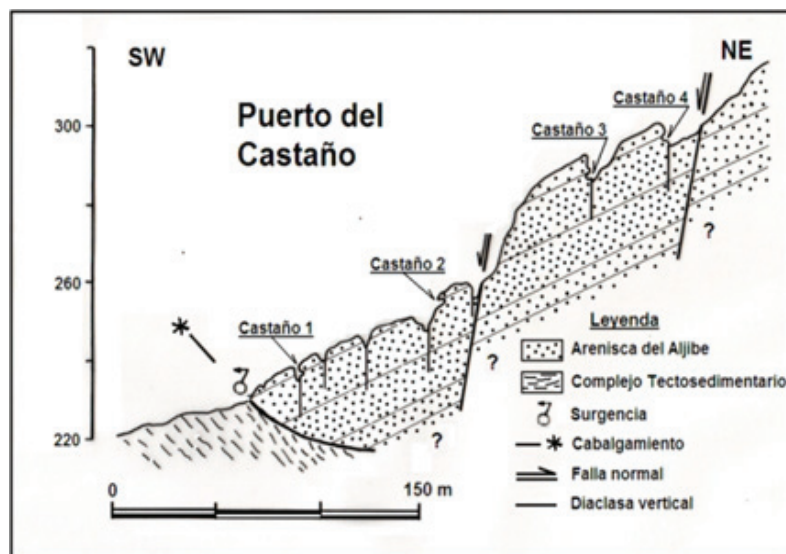 SW
NE
Puerto del
Castaño
300
260
220
Castaño 4
Castaño 3
Castaño 2
Castaño 1
?
?
?
Leyenda
Arenisca del Aljibe
Complejo Tectosedimentario
Surgencia
Cabalgamiento
Falla normal
Diaclasa vertical
0
150 m